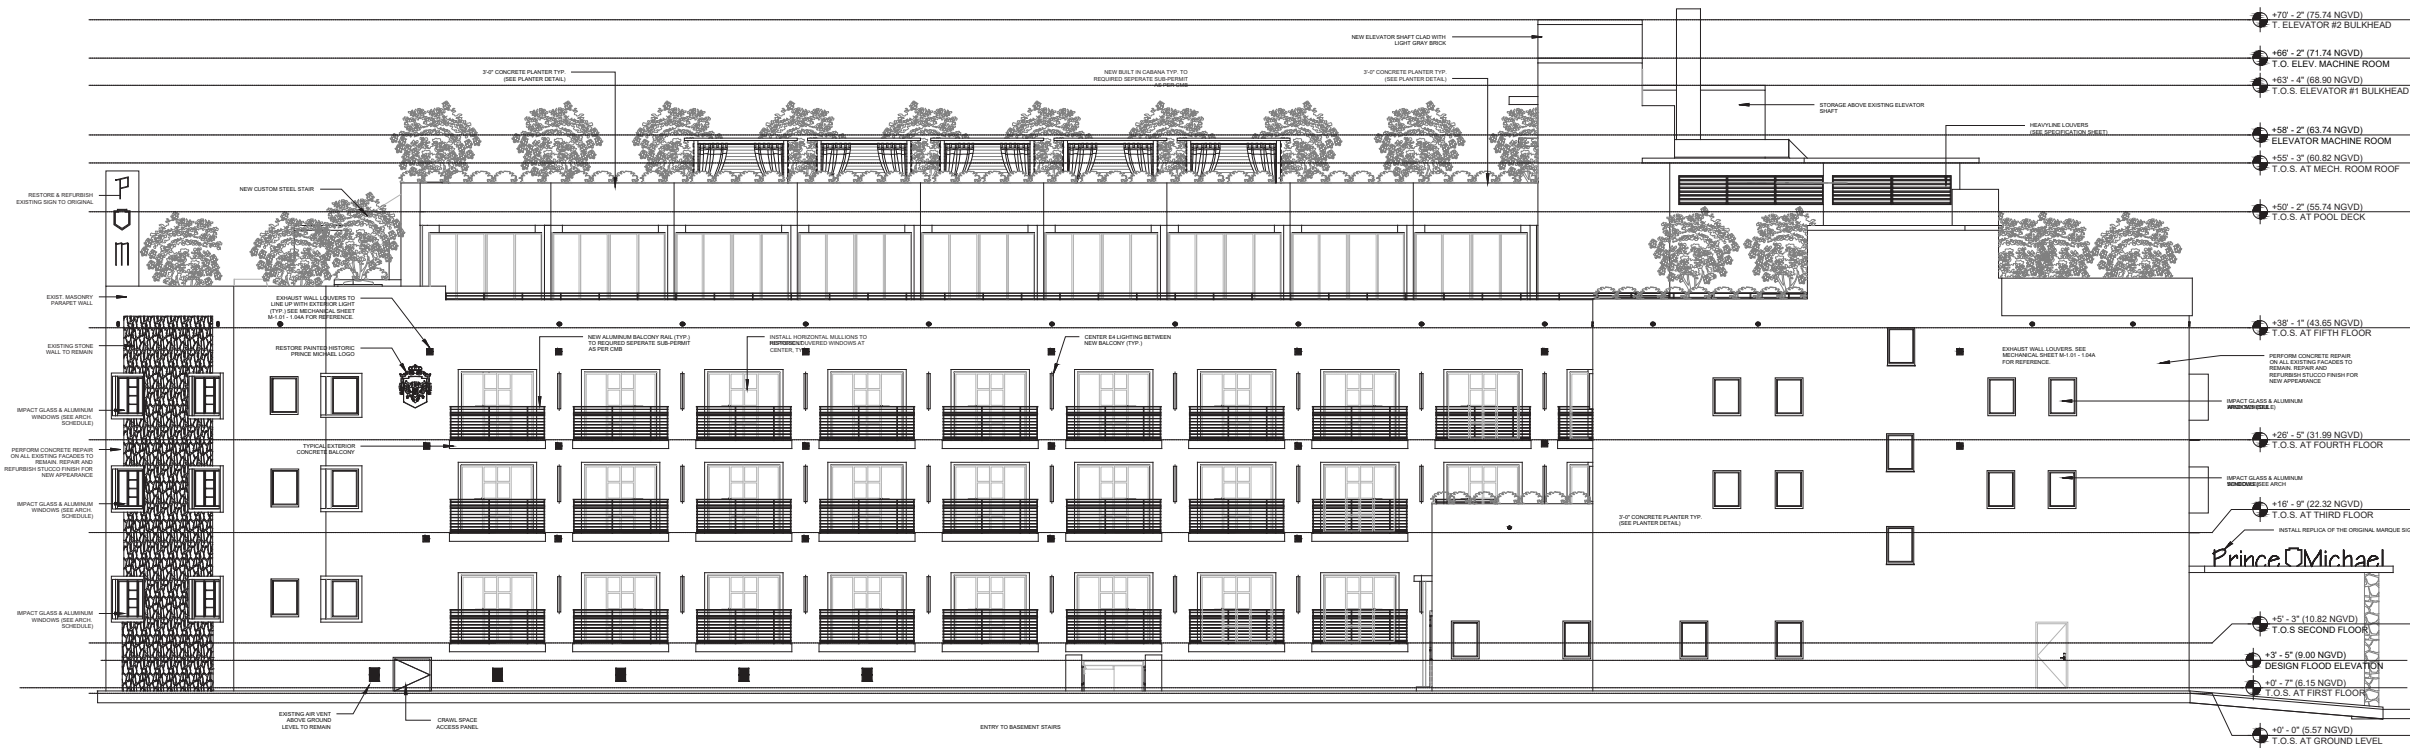 +70' - 2" (75.74 NGVD)
T. ELEVATOR #2 BULKHEAD
NEW ELEVATOR SHAFT CLAD WITH
LIGHT GRAY BRICK
+66' - 2" (71.74 NGVD)
T.O. ELEV. MACHINE ROOM
3'-0" CONCRETE PLANTER TYP.
(SEE PLANTER DETAIL)
NEW BUILT IN CABANA TYP. TO
REQUIRED SEPERATE SUB-PERMIT
AS PER CMB
3'-0" CONCRETE PLANTER TYP.
(SEE PLANTER DETAIL)
+63' - 4" (68.90 NGVD)
T.O.S. ELEVATOR #1 BULKHEAD
STORAGE ABOVE EXISTING ELEVATOR
SHAFT
HEAVYLINE LOUVERS
(SEE SPECIFICATION SHEET)
+58' - 2" (63.74 NGVD)
ELEVATOR MACHINE ROOM
+55' - 3" (60.82 NGVD)
T.O.S. AT MECH. ROOM ROOF
RESTORE & REFURBISH
EXISTING SIGN TO ORIGINAL
P
m
NEW CUSTOM STEEL STAIR
+50' - 2" (55.74 NGVD)
T.O.S. AT POOL DECK
EXIST. MASONRY
PARAPET WALL
EXHAUST WALL LOUVERS TO
LINE UP WITH EXTERIOR LIGHT
(TYP.) SEE MECHANICAL SHEET
M-1.01 - 1.04A FOR REFERENCE.
+38' - 1" (43.65 NGVD)
T.O.S. AT FIFTH FLOOR
EXISTING STONE
WALL TO REMAIN
RESTORE PAINTED HISTORIC
PRINCE MICHAEL LOGO
NEW ALUMINUM BALCONY RAIL (TYP.)
TO REQUIRED SEPERATE SUB-PERMIT
AS PER CMB
INSTALL HORIZONTAL MULLIONS TO
CENTER, TYP.
CENTER E4 LIGHTING BETWEEN
NEW BALCONY (TYP.)
EXHAUST WALL LOUVERS. SEE
MECHANICAL SHEET M-1.01 - 1.04A
FOR REFERENCE.
PERFORM CONCRETE REPAIR
ON ALL EXISTING FACADES TO
REMAIN. REPAIR AND
REFURBISH STUCCO FINISH FOR
NEW APPEARANCE
IMPACT GLASS & ALUMINUM
WINDOWS (SEE ARCH.
SCHEDULE)
IMPACT GLASS & ALUMINUM
TYPICAL EXTERIOR
CONCRETE BALCONY
+26' - 5" (31.99 NGVD)
T.O.S. AT FOURTH FLOOR
PERFORM CONCRETE REPAIR
ON ALL EXISTING FACADES TO
REMAIN. REPAIR AND
REFURBISH STUCCO FINISH FOR
NEW APPEARANCE
IMPACT GLASS & ALUMINUM
IMPACT GLASS & ALUMINUM
WINDOWS (SEE ARCH.
SCHEDULE)
+16' - 9" (22.32 NGVD)
T.O.S. AT THIRD FLOOR
3'-0" CONCRETE PLANTER TYP.
(SEE PLANTER DETAIL)
INSTALL REPLICA OF THE ORIGINAL MARQUE
Prince Michael
IMPACT GLASS & ALUMINUM
WINDOWS (SEE ARCH.
SCHEDULE)
+5' - 3" (10.82 NGVD)
T.O.S SECOND FLOOR
+3' - 5" (9.00 NGVD)
DESIGN FLOOD ELEVATION
+0' - 7" (6.15 NGVD)
T.O.S. AT FIRST FLOOR
EXISTING AIR VENT
ABOVE GROUND
LEVEL TO REMAIN
CRAWL SPACE
ACCESS PANEL
ENTRY TO BASEMENT STAIRS
+0' - 0" (5.57 NGVD)
T.O.S. AT GROUND LEVEL